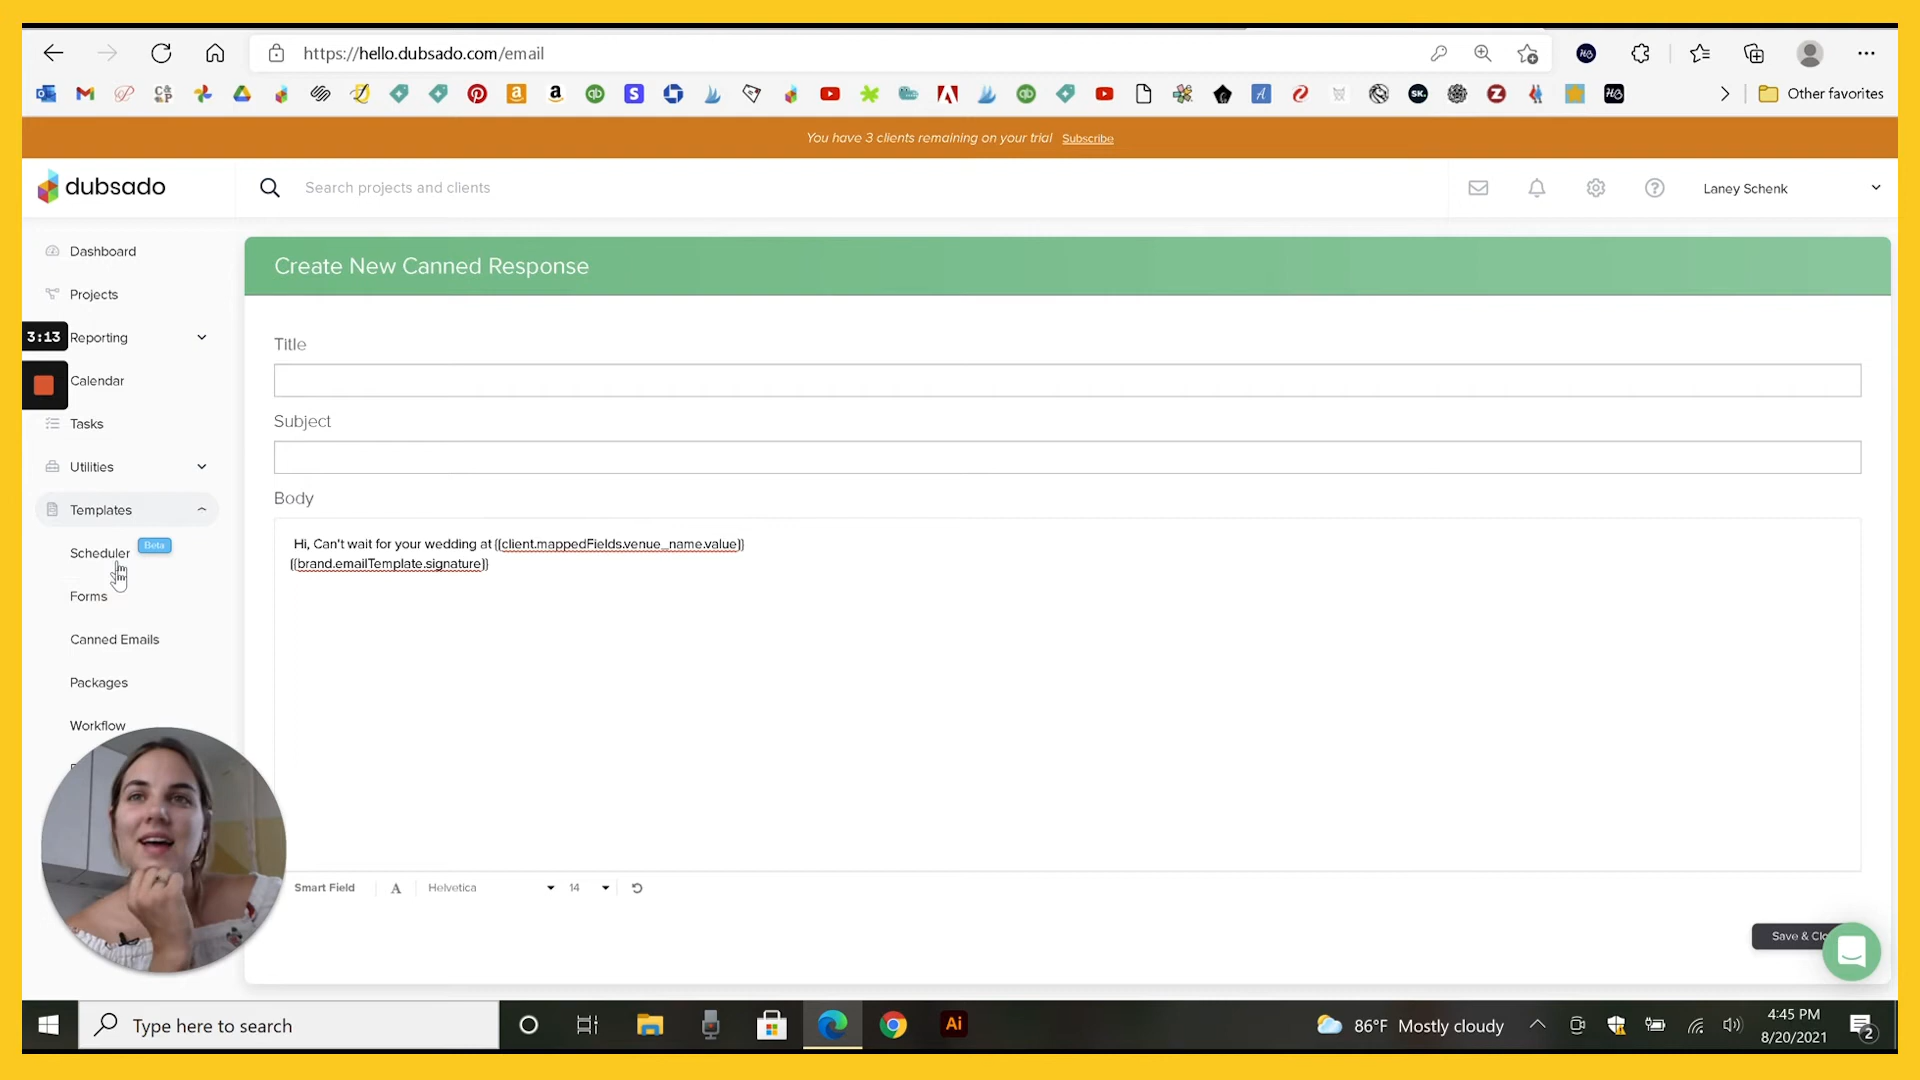 https://hello.dubsado.com/email
Other favorites
You have 3 clients remaining on your trial Subscribe
dubsado
Search projects and clients
Laney Schenk
Dashboard
Projects
3:13
Reporting
Calendar
Tasks
Utilities
Templates
Scheduler
Beta
Forms
Canned Emails
Packages
Workflow
Create New Canned Response
Title
Subject
Body
Hi, Can't wait for your wedding at {{client.mappedFields.venue_name.value}}
{{brand.emailTemplate.signature}}
Smart Field
A
Helvetica
14
Save & Clo
Type here to search
Ai
86°F Mostly cloudy
4:45 PM
8/20/2021
2